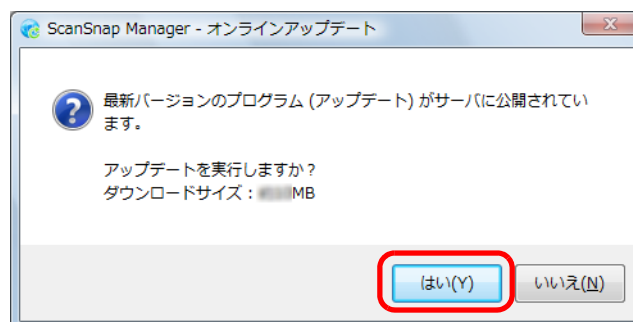 ScanSnap Manager - オンラインアップデート
最新バージョンのプログラム (アップデート) がサーバに公開されてい
ます。
アップデートを実行しますか？
ダウンロードサイズ： MB
はい(Y) いいえ(N)